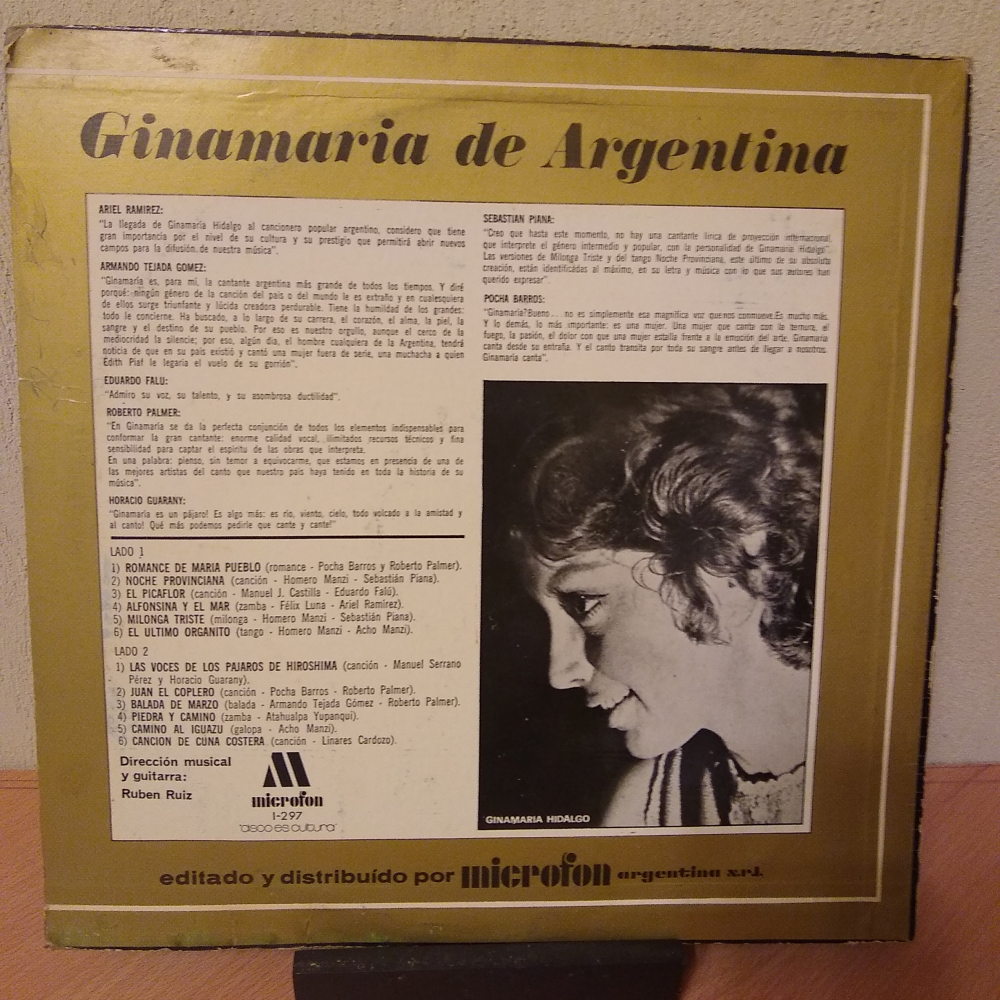 Ginamaria de Argentina
ARIEL RAMIREZ:
"La llegada de Ginamaria Hidalgo al cancionero popular argentino, considero que tiene
gran importancia por el nivel de su cultura y su prestigio que permitirá abrir nuevos
campos para la difusión de nuestra música".
ARMANDO TEJADA GOMEZ:
"Ginamaria es, para mí, la cantante argentina más grande de todos los tiempos. Y diré
porqué: ningún género de la canción del país o del mundo le es extraño y en cualesquiera
de ellos surge triunfante y lúcida creadora perdurable. Tiene la humildad de los grandes:
todo le concierne. Ha buscado, a lo largo de su carrera, el corazón, el alma, la piel, la
sangre y el destino de su pueblo. Por eso es nuestro orgullo, aunque el cerco de la
mediocridad la silencie; por eso, algún día, el hombre cualquiera de la Argentina, tendrá
noticia de que en su país existió y cantó una mujer fuera de serie, una muchacha a quien
Edith Piaf le legaría el vuelo de su gorrión".
EDUARDO FALU:
"Admiro su voz, su talento, y su asombrosa ductilidad".
ROBERTO PALMER:
"En Ginamaria se da la perfecta conjunción de todos los elementos indispensables para
conformar la gran cantante: enorme calidad vocal, ilimitados recursos técnicos y fina
sensibilidad para captar el espíritu de las obras que interpreta.
En una palabra: pienso, sin temor a equivocarme, que estamos en presencia de una de
las mejores artistas del canto que nuestro país haya tenido en toda la historia de su
música".
HORACIO GUARANY:
"Ginamaria es un pájaro! Es algo más: es río, viento, cielo, todo volcado a la amistad y
al canto! Qué más podemos pedirle que cante y cante!"
SEBASTIAN PIANA:
"Creo que hasta este momento, no hay una cantante lírica de proyección internacional,
que interprete el género intermedio y popular, con la personalidad de Ginamaria Hidalgo".
Las versiones de Milonga Triste y del tango Noche Provinciana, este último de su absoluta
creación, están identificadas al máximo, en su letra y música con lo que sus autores han
querido expresar".
POCHA BARROS:
"Ginamaria?Bueno... no es simplemente esa magnífica voz que nos conmueve.Es mucho más.
Y lo demás, lo más importante: es una mujer. Una mujer que canta con la ternura, el
fuego, la pasión, el dolor con que una mujer estalla frente a la emoción del arte. Ginamaria
canta desde su entraña. Y el canto transita por toda su sangre antes de llegar a nosotros.
Ginamaria canta".
LADO 1
1) ROMANCE DE MARIA PUEBLO (romance - Pocha Barros y Roberto Palmer).
2) NOCHE PROVINCIANA (canción - Homero Manzi - Sebastián Piana).
3) EL PICAFLOR (canción - Manuel J. Castilla - Eduardo Falú).
4) ALFONSINA Y EL MAR (zamba - Félix Luna - Ariel Ramírez).
5) MILONGA TRISTE (milonga - Homero Manzi - Sebastián Piana).
6) EL ULTIMO ORGANITO (tango - Homero Manzi - Acho Manzi).
LADO 2
1) LAS VOCES DE LOS PAJAROS DE HIROSHIMA (canción - Manuel Serrano
Pérez y Horacio Guarany).
2) JUAN EL COPLERO (canción - Pocha Barros - Roberto Palmer).
3) BALADA DE MARZO (balada - Armando Tejada Gómez - Roberto Palmer).
4) PIEDRA Y CAMINO (zamba - Atahualpa Yupanqui).
5) CAMINO AL IGUAZU (galopa - Acho Manzi).
6) CANCION DE CUNA COSTERA (canción - Linares Cardozo).
Dirección musical
y guitarra:
Ruben Ruiz
microfon
I-297
"disco es cultura"
GINAMARIA HIDALGO
editado y distribuído por microfon argentina s.r.l.